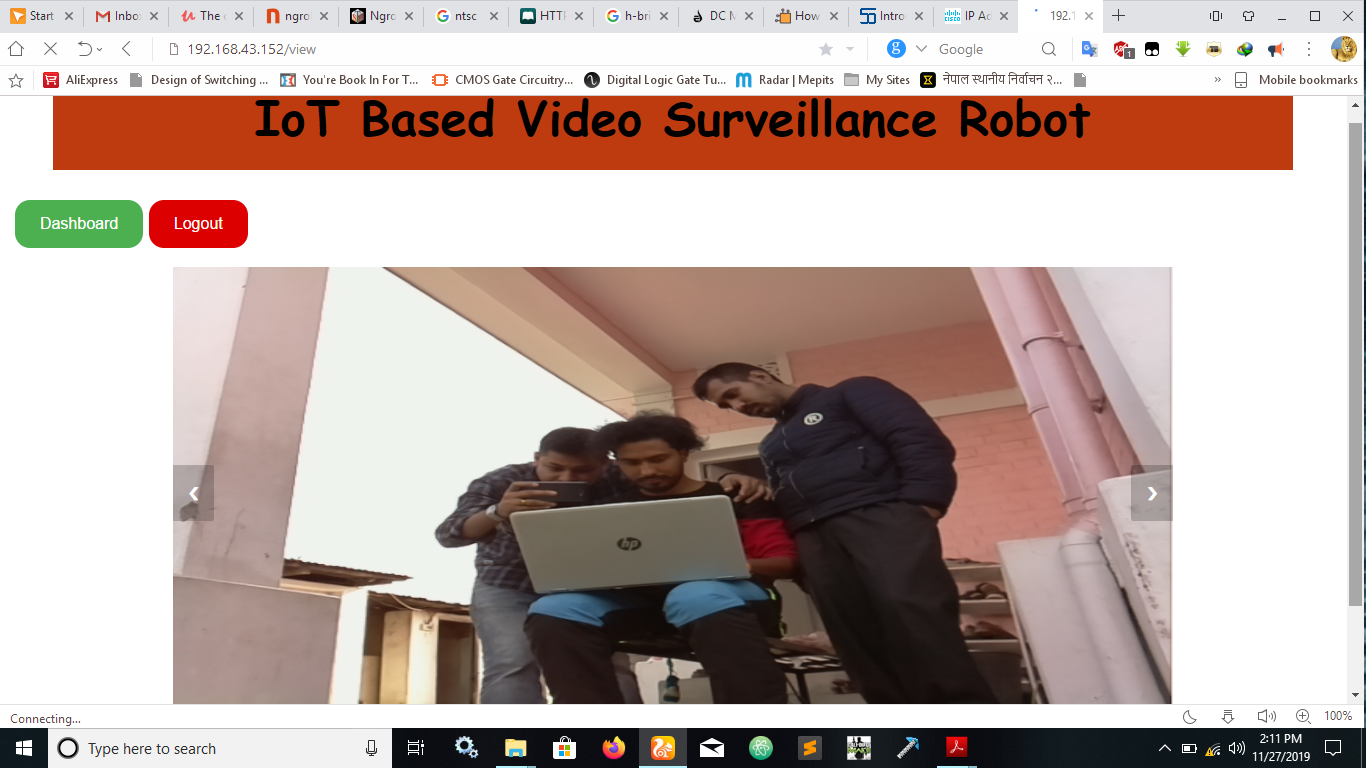 Start
Inbo
The
ngro
Ngro
ntsc
HTTP
h-bri
DC M
How
Intro
IP Ad
192.1
192.168.43.152/view
Google
AliExpress
Design of Switching ...
You're Book In For T...
CMOS Gate Circuitry...
Digital Logic Gate Tu...
Radar | Mepits
My Sites
नेपाल स्थानीय निर्वाचन २...
»
Mobile bookmarks
IoT Based Video Surveillance Robot
Dashboard
Logout
‹
›
hp
Connecting...
100%
Type here to search
2:11 PM
11/27/2019